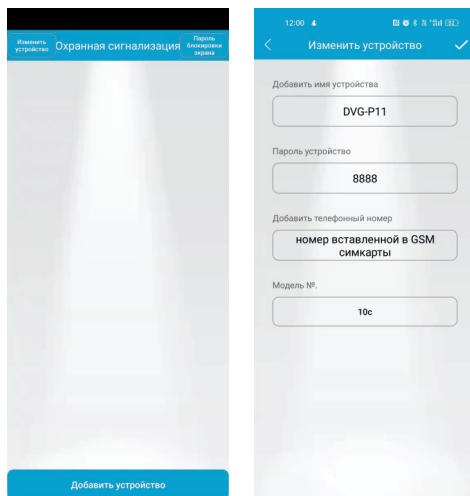 Изменить
устройство
Охранная сигнализация
Пароль
блокировки
экрана
Добавить устройство
12:00
Изменить устройство
Добавить имя устройства
DVG-P11
Пароль устройство
8888
Добавить телефонный номер
номер вставленной в GSM
симкарты
Модель №.
10c